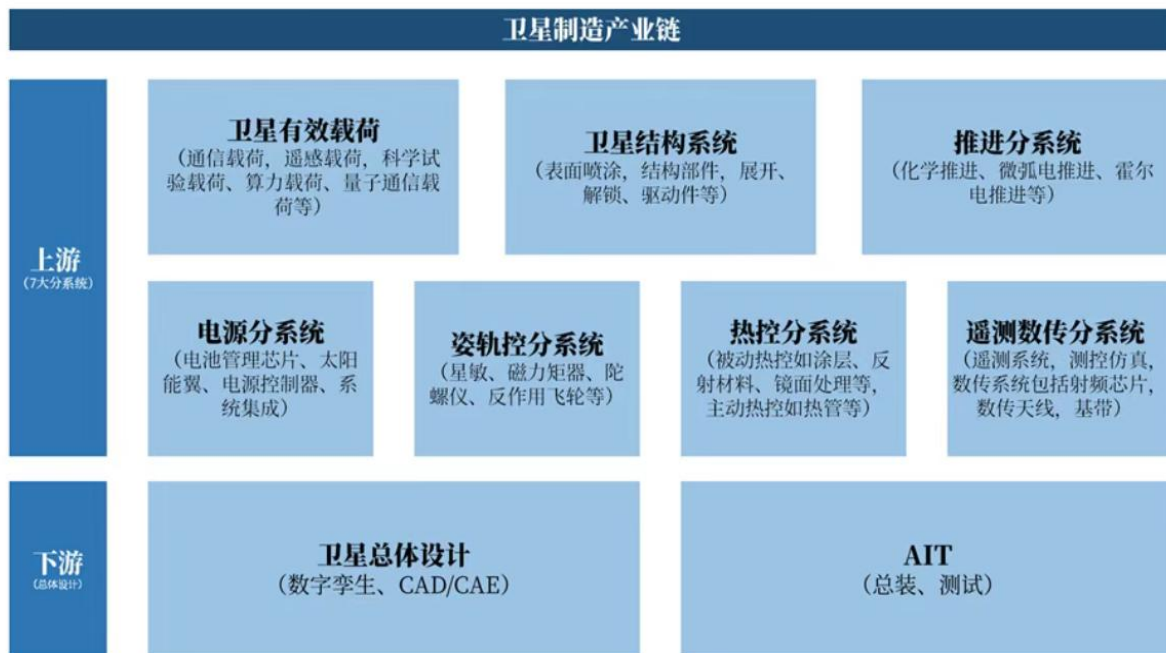 卫星制造产业链
上游
(7大分系统)
卫星有效载荷
(通信载荷, 遥感载荷, 科学试
验载荷、算力载荷、量子通信载
荷等)
卫星结构系统
(表面喷涂, 结构部件, 展开、
解锁、驱动件等)
推进分系统
(化学推进、微弧电推进、霍尔
电推进等)
电源分系统
(电池管理芯片、太阳
能翼、电源控制器、系
统集成)
姿轨控分系统
(星敏、磁力矩器、陀
螺仪、反作用飞轮等)
热控分系统
(被动热控如涂层、反
射材料、镜面处理等,
主动热控如热管等)
遥测数传分系统
(遥测系统, 测控仿真,
数传系统包括射频芯片,
数传天线, 基带)
下游
(总体设计)
卫星总体设计
(数字孪生、CAD/CAE)
AIT
(总装、测试)